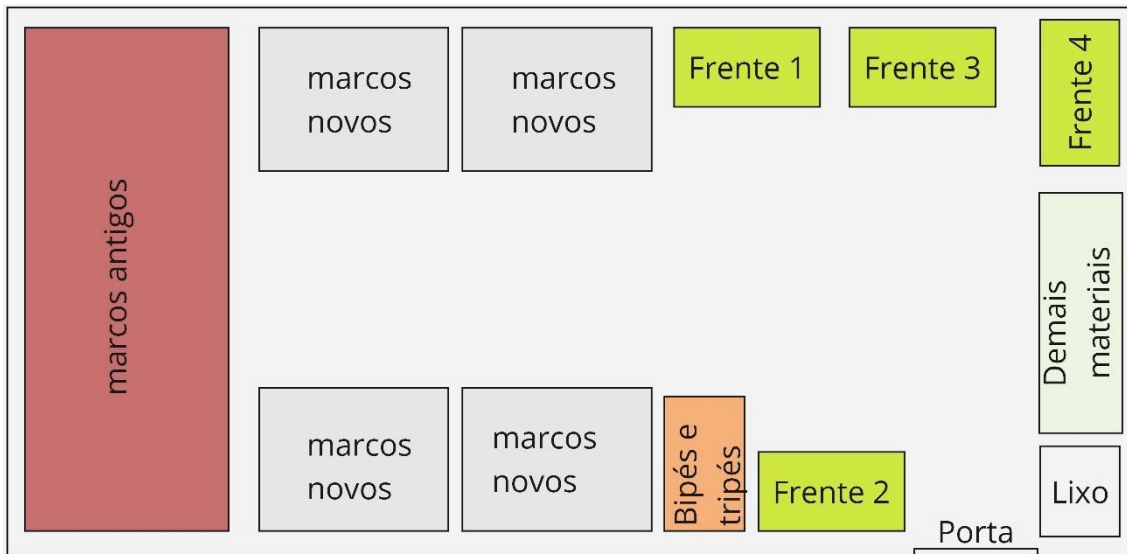 marcos antigos
marcos
novos
marcos
novos
Frente 1
Frente 3
Frente 4
Demais
materiais
marcos
novos
marcos
novos
Bipés e
tripés
Frente 2
Lixo
Porta